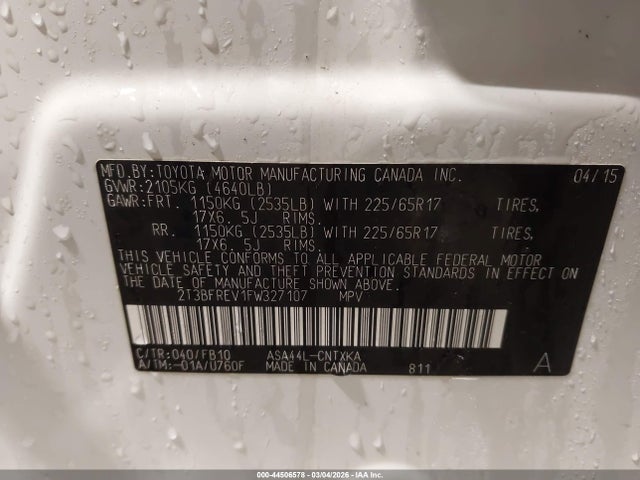 MFD.BY:TOYOTA MOTOR MANUFACTURING CANADA INC. 04/15
GVWR:2105KG (4640LB)
GAWR:FRT. 1150KG (2535LB) WITH 225/65R17 TIRES,
17X6.5J RIMS.
RR. 1150KG (2535LB) WITH 225/65R17 TIRES,
17X6.5J RIMS.
THIS VEHICLE CONFORMS TO ALL APPLICABLE FEDERAL MOTOR
VEHICLE SAFETY AND THEFT PREVENTION STANDARDS IN EFFECT ON
THE DATE OF MANUFACTURE SHOWN ABOVE.
2T3BFREV1FW327107 MPV
C/TR:040/FB10 ASA44L-CNTXKA
A/TM:-01A/U760F MADE IN CANADA 811 A
000-44506578 - 03/04/2026 - IAA Inc.